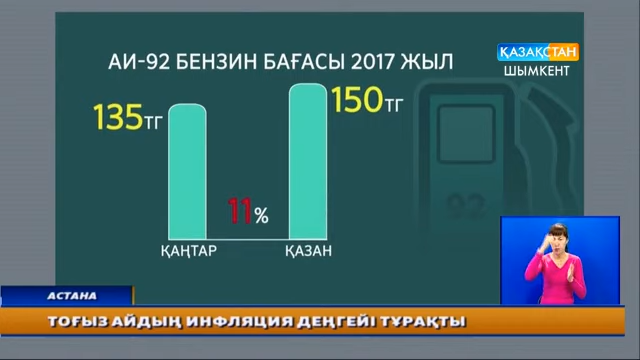 АИ-92 БЕНЗИН БАҒАСЫ 2017 ЖЫЛ
ҚАЗАҚСТАН
ШЫМКЕНТ
135ТГ
150ТГ
11%
92
ҚАҢТАР
ҚАЗАН
АСТАНА
ТОҒЫЗ АЙДЫҢ ИНФЛЯЦИЯ ДЕҢГЕЙІ ТҰРАҚТЫ